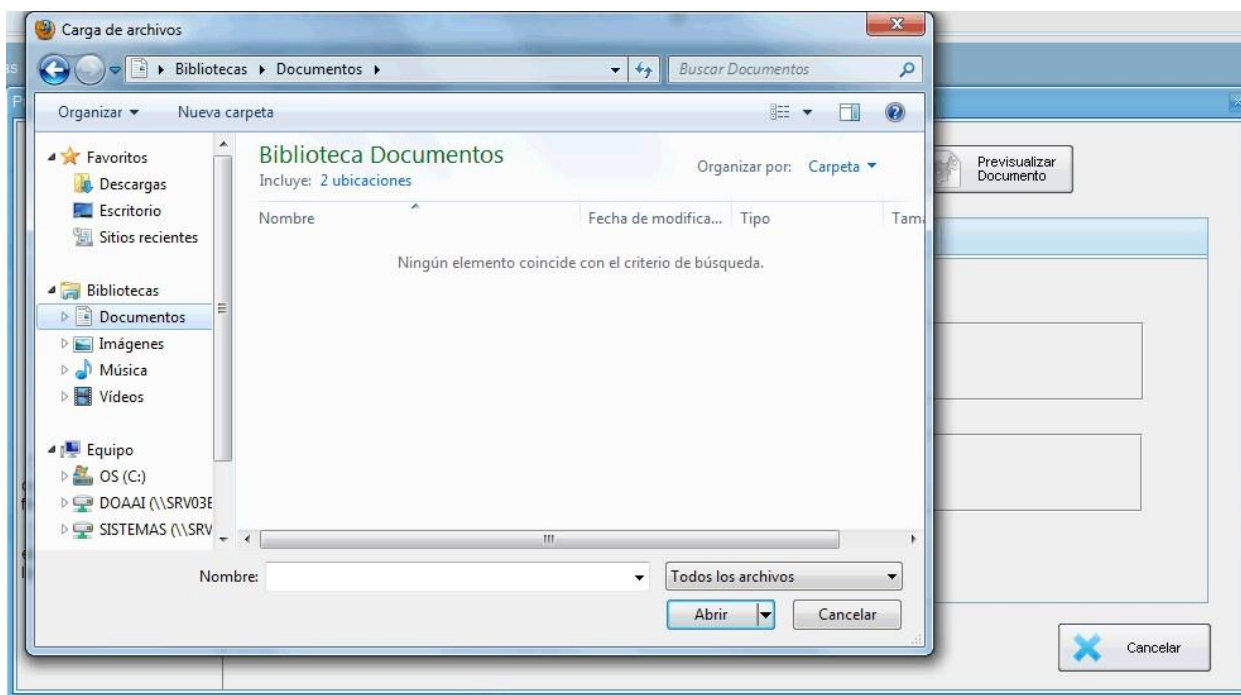 Carga de archivos
Bibliotecas Documentos
Buscar Documentos
Organizar Nueva carpeta
Favoritos
Descargas
Escritorio
Sitios recientes
Bibliotecas
Documentos
Imágenes
Música
Vídeos
Equipo
OS (C:)
DOAAI (\\SRV03E
SISTEMAS (\\SRV
Biblioteca Documentos
Incluye: 2 ubicaciones
Organizar por: Carpeta
Nombre Fecha de modifica... Tipo Tama
Ningún elemento coincide con el criterio de búsqueda.
Nombre:
Todos los archivos
Abrir Cancelar
Previsualizar
Documento
Cancelar